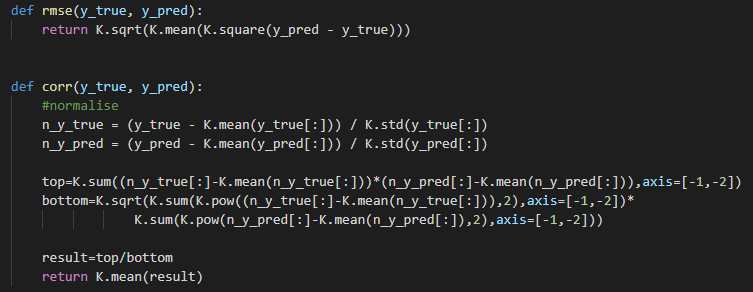 def rmse(y_true, y_pred):
    return K.sqrt(K.mean(K.square(y_pred - y_true)))
def corr(y_true, y_pred):
    #normalise
    n_y_true = (y_true - K.mean(y_true[:])) / K.std(y_true[:])
    n_y_pred = (y_pred - K.mean(y_pred[:])) / K.std(y_pred[:])
    top=K.sum((n_y_true[:]-K.mean(n_y_true[:]))*(n_y_pred[:]-K.mean(n_y_pred[:])),axis=[-1,-2])
    bottom=K.sqrt(K.sum(K.pow((n_y_true[:]-K.mean(n_y_true[:])),2),axis=[-1,-2])*
                K.sum(K.pow(n_y_pred[:]-K.mean(n_y_pred[:]),2),axis=[-1,-2]))
    result=top/bottom
    return K.mean(result)